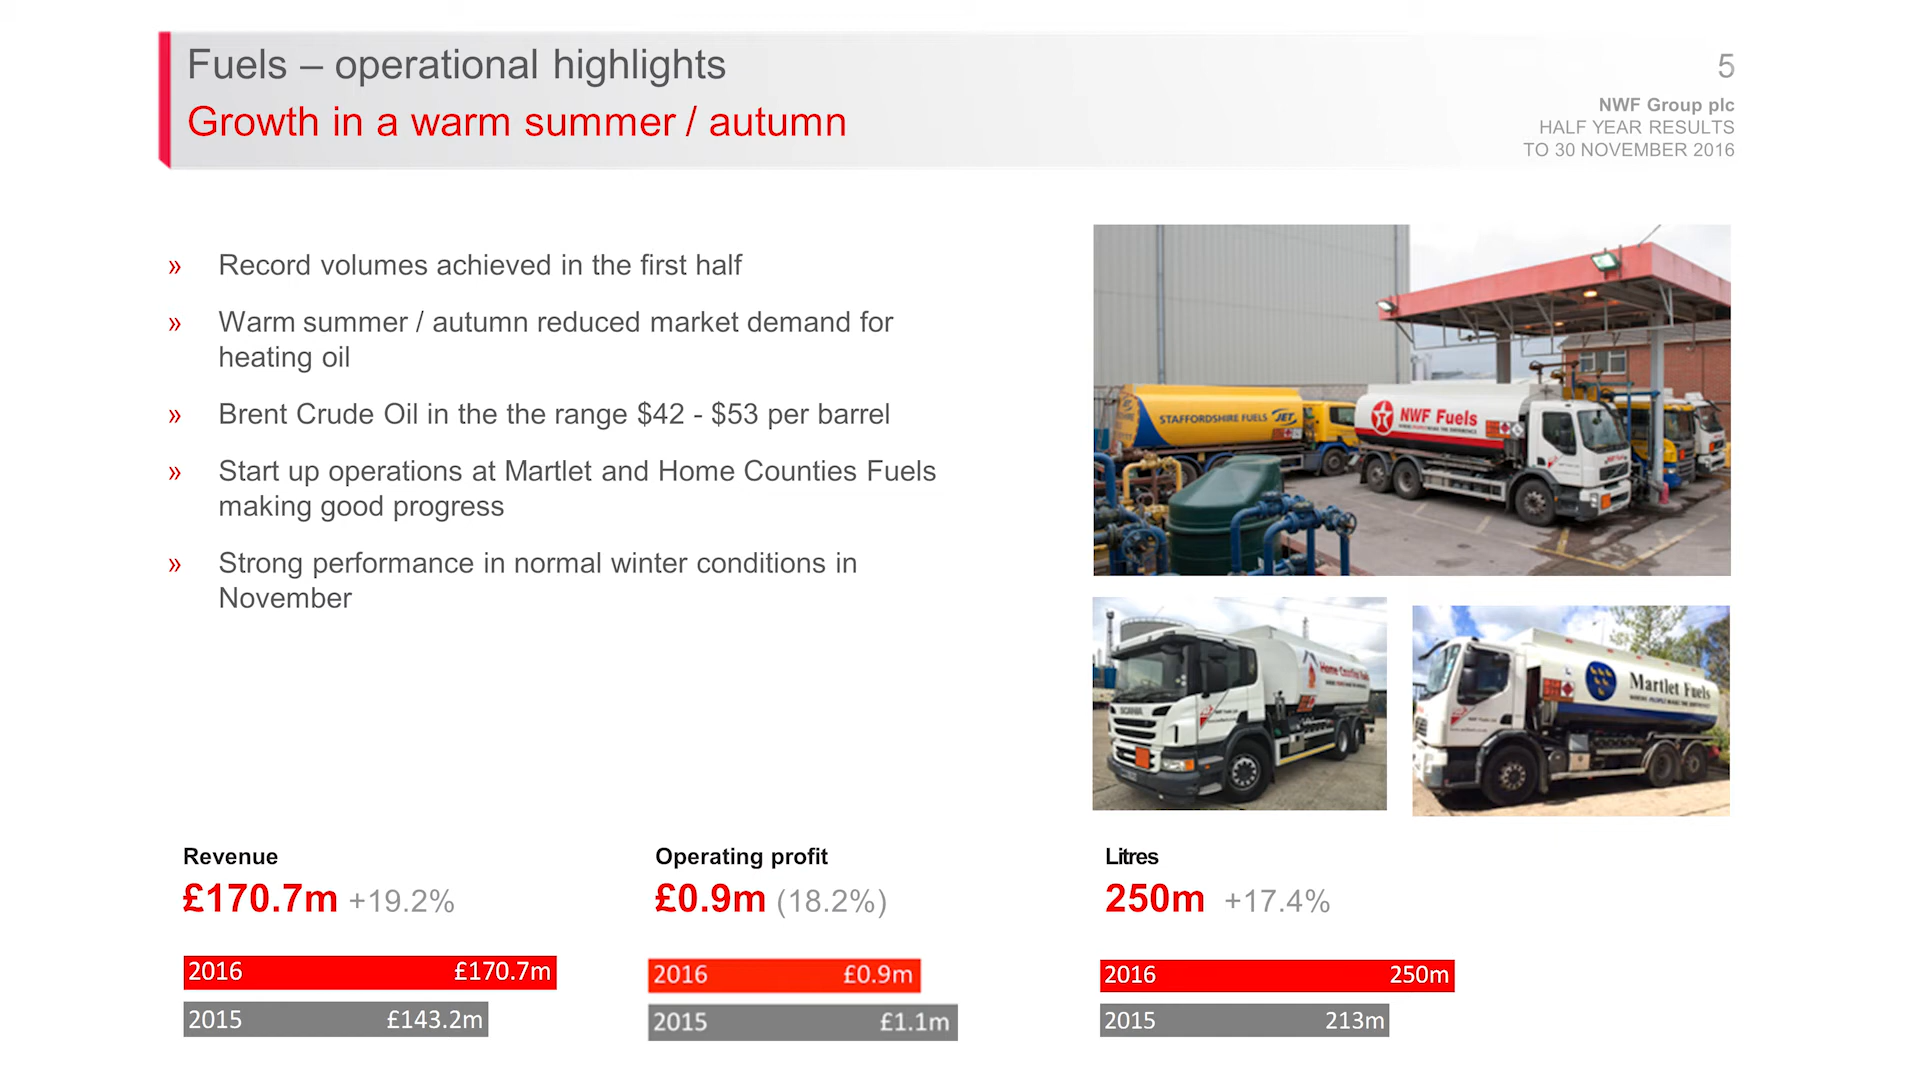 Fuels – operational highlights
Growth in a warm summer / autumn
5
NWF Group plc
HALF YEAR RESULTS
TO 30 NOVEMBER 2016
» Record volumes achieved in the first half
» Warm summer / autumn reduced market demand for
heating oil
» Brent Crude Oil in the the range $42 - $53 per barrel
» Start up operations at Martlet and Home Counties Fuels
making good progress
» Strong performance in normal winter conditions in
November
STAFFORDSHIRE FUELS JET
NWF Fuels
Home Counties Fuels
SCANIA
Martlet Fuels
Revenue
£170.7m +19.2%
2016 £170.7m
2015 £143.2m
Operating profit
£0.9m (18.2%)
2016 £0.9m
2015 £1.1m
Litres
250m +17.4%
2016 250m
2015 213m